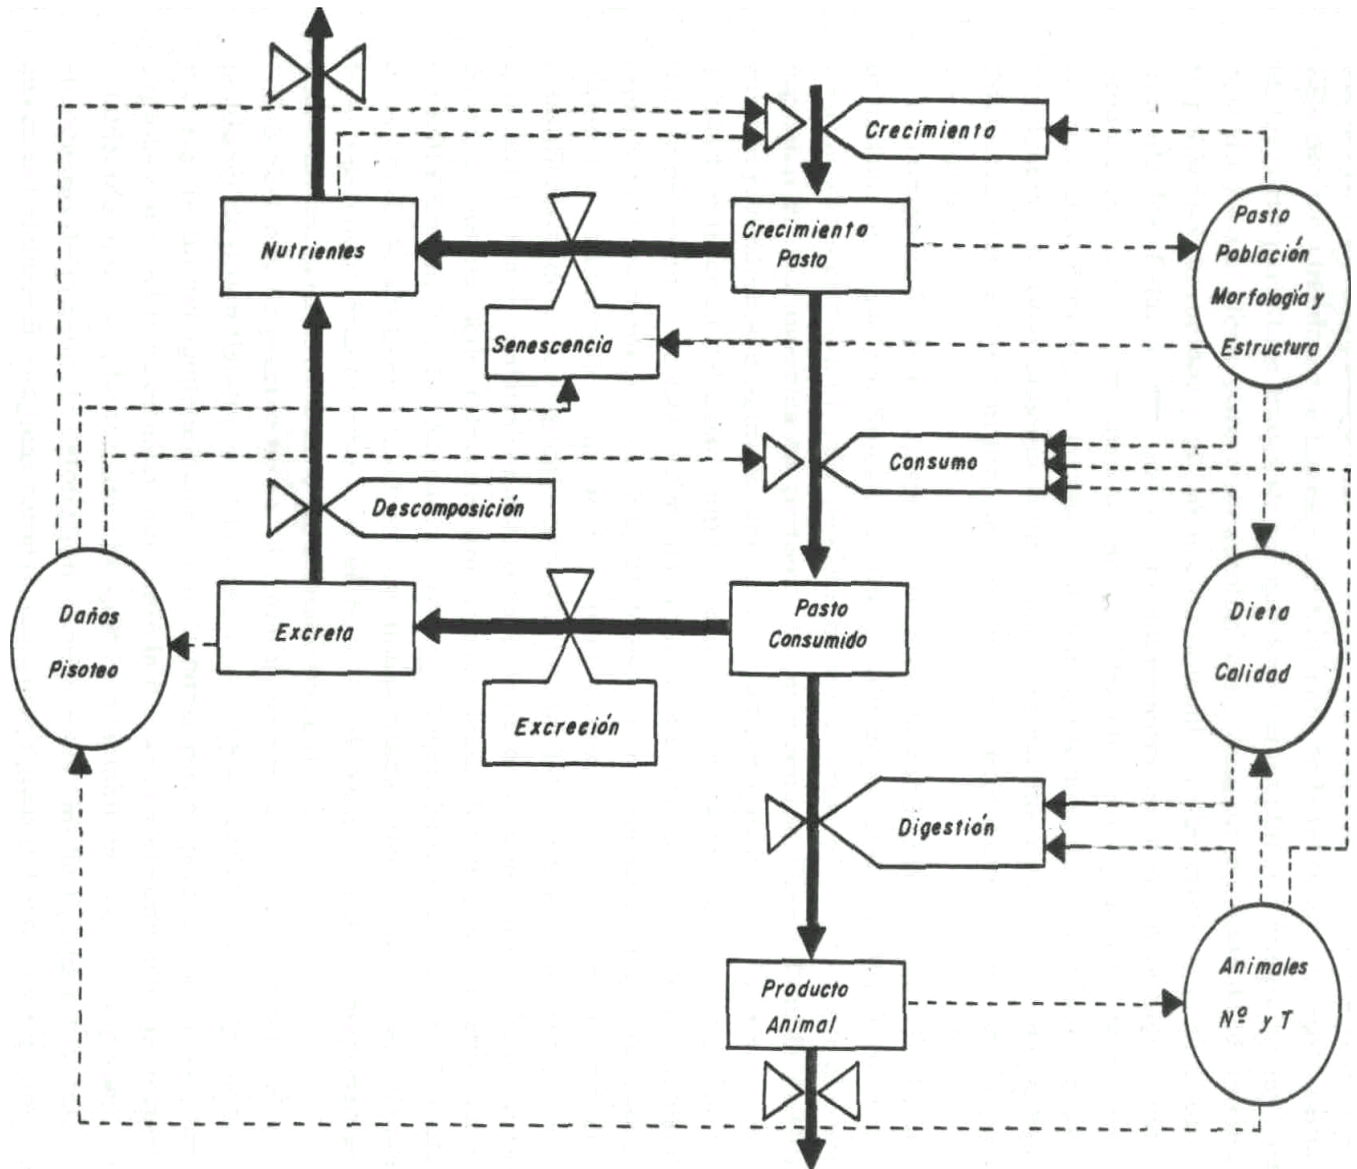 Crecimiento
Nutrientes
Crecimiento
Pasto
Pasto
Población
Morfología y
Estructura
Senescencia
Consumo
Descomposición
Daños
Pisoteo
Excreta
Pasto
Consumido
Dieta
Calidad
Excreción
Digestión
Producto
Animal
Animales
Nº y T